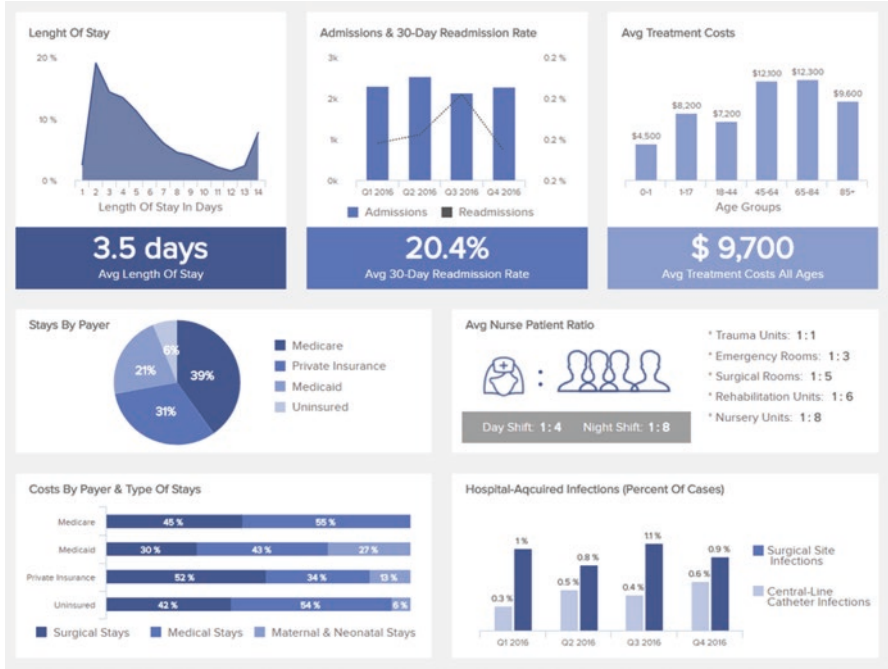 Lenght Of Stay
20 %
10 %
0 %
1 2 3 4 5 6 7 8 9 10 11 12 13 14
Length Of Stay In Days
3.5 days
Avg Length Of Stay
Admissions & 30-Day Readmission Rate
3k 0.2 %
2k 0.2 %
1k 0.2 %
0k 0.2 %
Q1 2016 Q2 2016 Q3 2016 Q4 2016
Admissions Readmissions
20.4%
Avg 30-Day Readmission Rate
Avg Treatment Costs
$4,500 $8,200 $7,200 $12,100 $12,300 $9,600
0-1 1-17 18-44 45-64 65-84 85+
Age Groups
$ 9,700
Avg Treatment Costs All Ages
Stays By Payer
6%
21% 39%
31%
Medicare
Private Insurance
Medicaid
Uninsured
Avg Nurse Patient Ratio
:
Day Shift: 1 : 4 Night Shift: 1 : 8
* Trauma Units: 1 : 1
* Emergency Rooms: 1 : 3
* Surgical Rooms: 1 : 5
* Rehabilitation Units: 1 : 6
* Nursery Units: 1 : 8
Costs By Payer & Type Of Stays
Medicare 45 % 55 %
Medicaid 30 % 43 % 27 %
Private Insurance 52 % 34 % 13 %
Uninsured 42 % 54 % 6 %
Surgical Stays Medical Stays Maternal & Neonatal Stays
Hospital-Aqcuired Infections (Percent Of Cases)
0.3 % 1 % 0.5 % 0.8 % 0.4 % 1.1 % 0.6 % 0.9 %
Q1 2016 Q2 2016 Q3 2016 Q4 2016
Surgical Site
Infections
Central-Line
Catheter Infections